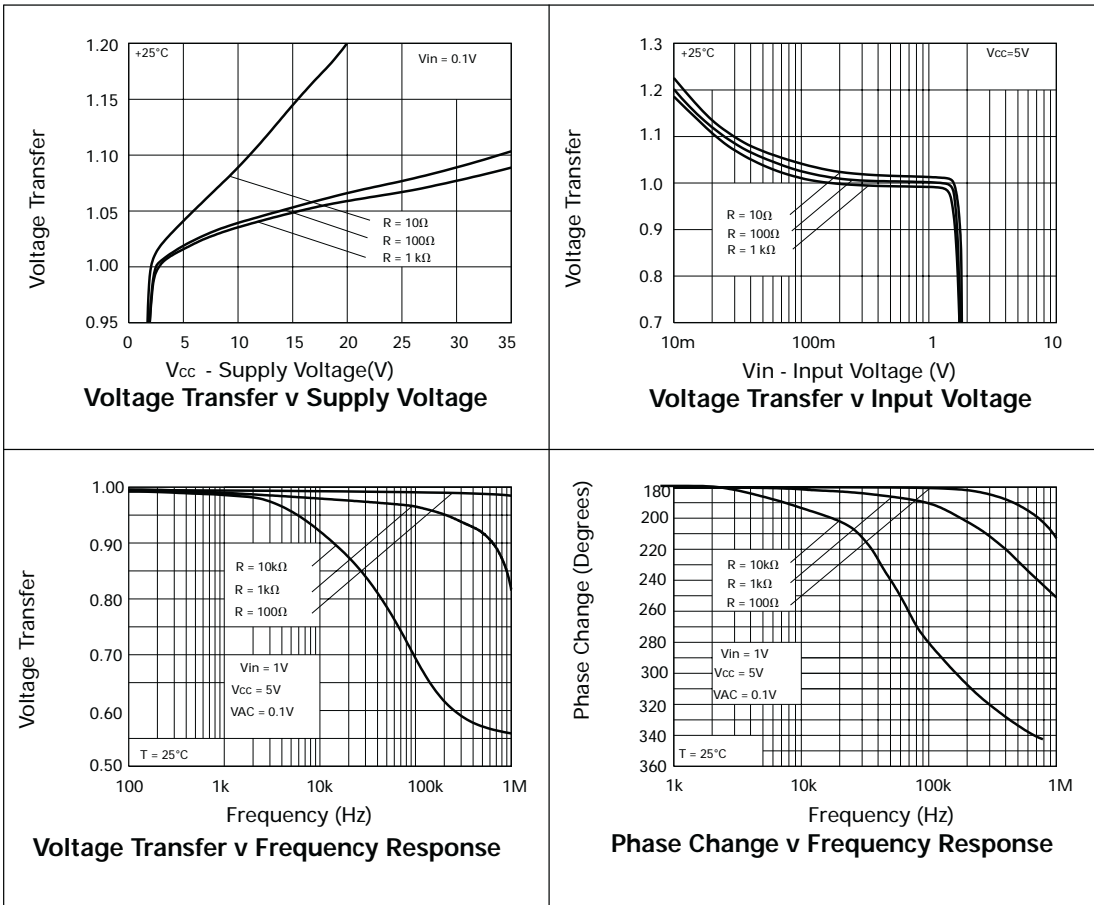 1.20
1.15
1.10
1.05
1.00
0.95
+25°C
Vin = 0.1V
R = 10Ω
R = 100Ω
R = 1 kΩ
0 5 10 15 20 25 30 35
Voltage Transfer
Vcc - Supply Voltage(V)
Voltage Transfer v Supply Voltage
1.3
1.2
1.1
1.0
0.9
0.8
0.7
+25°C
Vcc=5V
R = 10Ω
R = 100Ω
R = 1 kΩ
10m 100m 1 10
Voltage Transfer
Vin - Input Voltage (V)
Voltage Transfer v Input Voltage
1.00
0.90
0.80
0.70
0.60
0.50
R = 10kΩ
R = 1kΩ
R = 100Ω
Vin = 1V
Vcc = 5V
VAC = 0.1V
T = 25°C
100 1k 10k 100k 1M
Voltage Transfer
Frequency (Hz)
Voltage Transfer v Frequency Response
180
200
220
240
260
280
300
320
340
360
R = 10kΩ
R = 1kΩ
R = 100Ω
Vin = 1V
Vcc = 5V
VAC = 0.1V
T = 25°C
1k 10k 100k 1M
Phase Change (Degrees)
Frequency (Hz)
Phase Change v Frequency Response